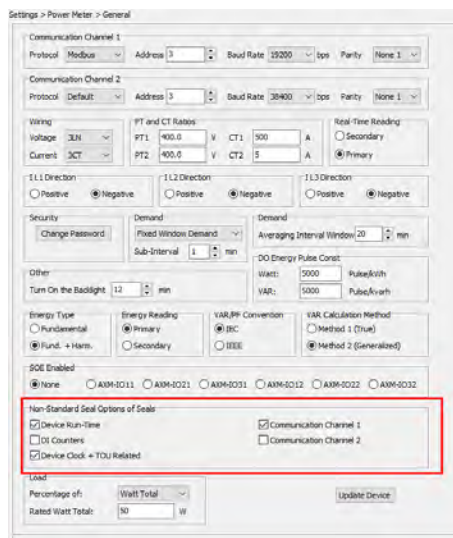 Settings > Power Meter > General
Communication Channel 1
Protocol Modbus Address 3 Baud Rate 19200 bps Parity None 1
Communication Channel 2
Protocol Default Address 3 Baud Rate 38400 bps Parity None 1
Wiring PT and CT Ratios Real-Time Reading
Voltage 3LN PT1 400.0 V CT1 500 A Secondary
Current 3CT PT2 400.0 V CT2 5 A Primary
I L1 Direction I L2 Direction I L3 Direction
Positive Negative Positive Negative Positive Negative
Security Demand Demand
Change Password Fixed Window Demand Averaging Interval Window 20 min
Sub-Interval 1 min
DO Energy Pulse Const
Other Watt: 5000 Pulse/kWh
Turn On the Backlight 12 min VAR: 5000 Pulse/kvarh
Energy Type Energy Reading VAR/PF Convention VAR Calculation Method
Fundamental Primary IEC Method 1 (True)
Fund. + Harm. Secondary IEEE Method 2 (Generalized)
SOE Enabled
None AXM-IO11 AXM-IO21 AXM-IO31 AXM-IO12 AXM-IO22 AXM-IO32
Non-Standard Seal Options of Seals
Device Run-Time Communication Channel 1
DI Counters Communication Channel 2
Device Clock + TOU Related
Load
Percentage of: Watt Total Update Device
Rated Watt Total: 50 W